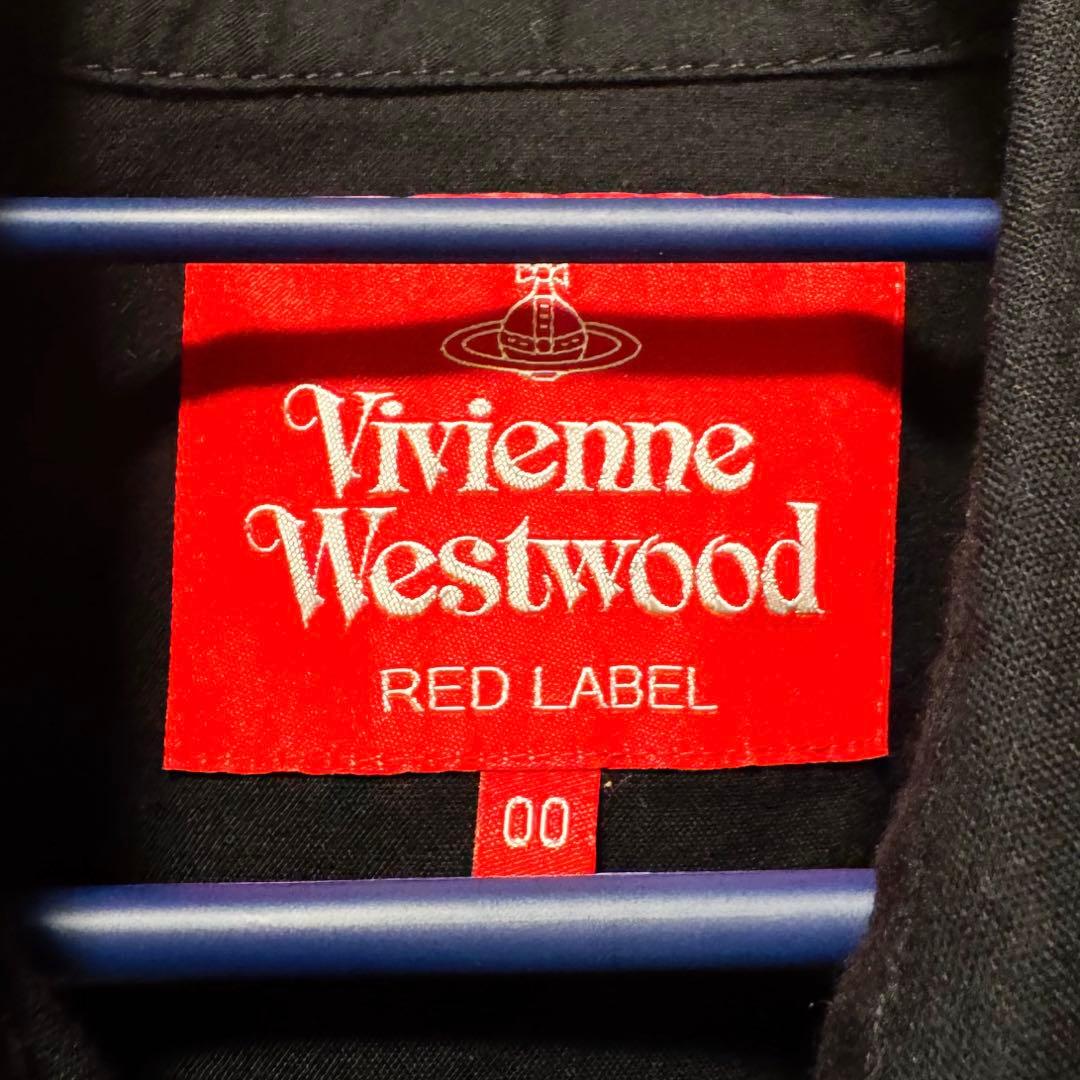 Vivienne
Westwood
RED LABEL
00